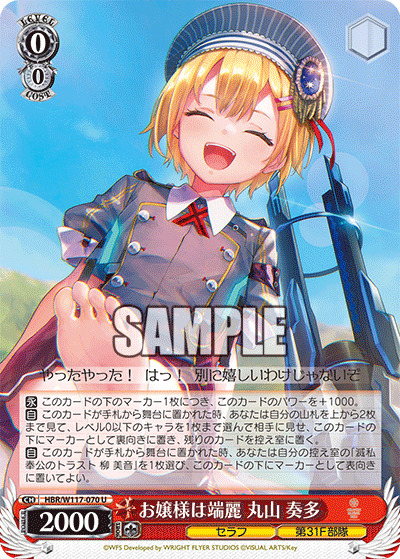 LEVEL
0
0
COST
SAMPLE
やったやった! はっ! 別に嬉しいわけじゃないぞ
永 このカードの下のマーカー1枚につき、このカードのパワーを+1000。
自 このカードが手札から舞台に置かれた時、あなたは自分の山札を上から2枚
まで見て、レベル0以下のキャラを1枚まで選んで相手に見せ、このカードの
下にマーカーとして裏向きに置き、残りのカードを控え室に置く。
自 このカードが手札から舞台に置かれた時、あなたは自分の控え室の「滅私
奉公のトラスト 柳 美音」を1枚選び、このカードの下にマーカーとして表向き
に置いてよい。
CH HBR/W117-070 U
お嬢様は端麗 丸山 奏多
2000
セラフ
第31F部隊
©WFS Developed by WRIGHT FLYER STUDIOS ©VISUAL ARTS/Key